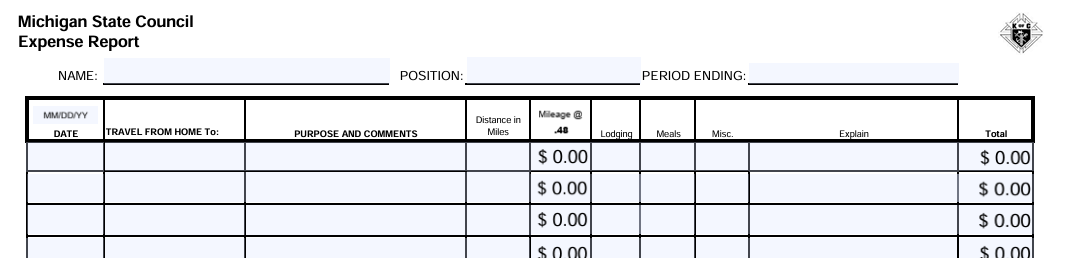 Michigan State Council
Expense Report
K OF C
NAME: POSITION: PERIOD ENDING:
MM/DD/YY DATE TRAVEL FROM HOME To: PURPOSE AND COMMENTS Distance in Miles Mileage @ .48 Lodging Meals Misc. Explain Total
$ 0.00 $ 0.00
$ 0.00 $ 0.00
$ 0.00 $ 0.00
$ 0.00 $ 0.00